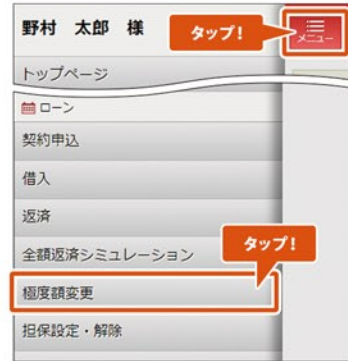 野村 太郎 様
タップ！
メニュー
トップページ
ローン
契約申込
借入
返済
全額返済シミュレーション
タップ！
極度額変更
担保設定・解除